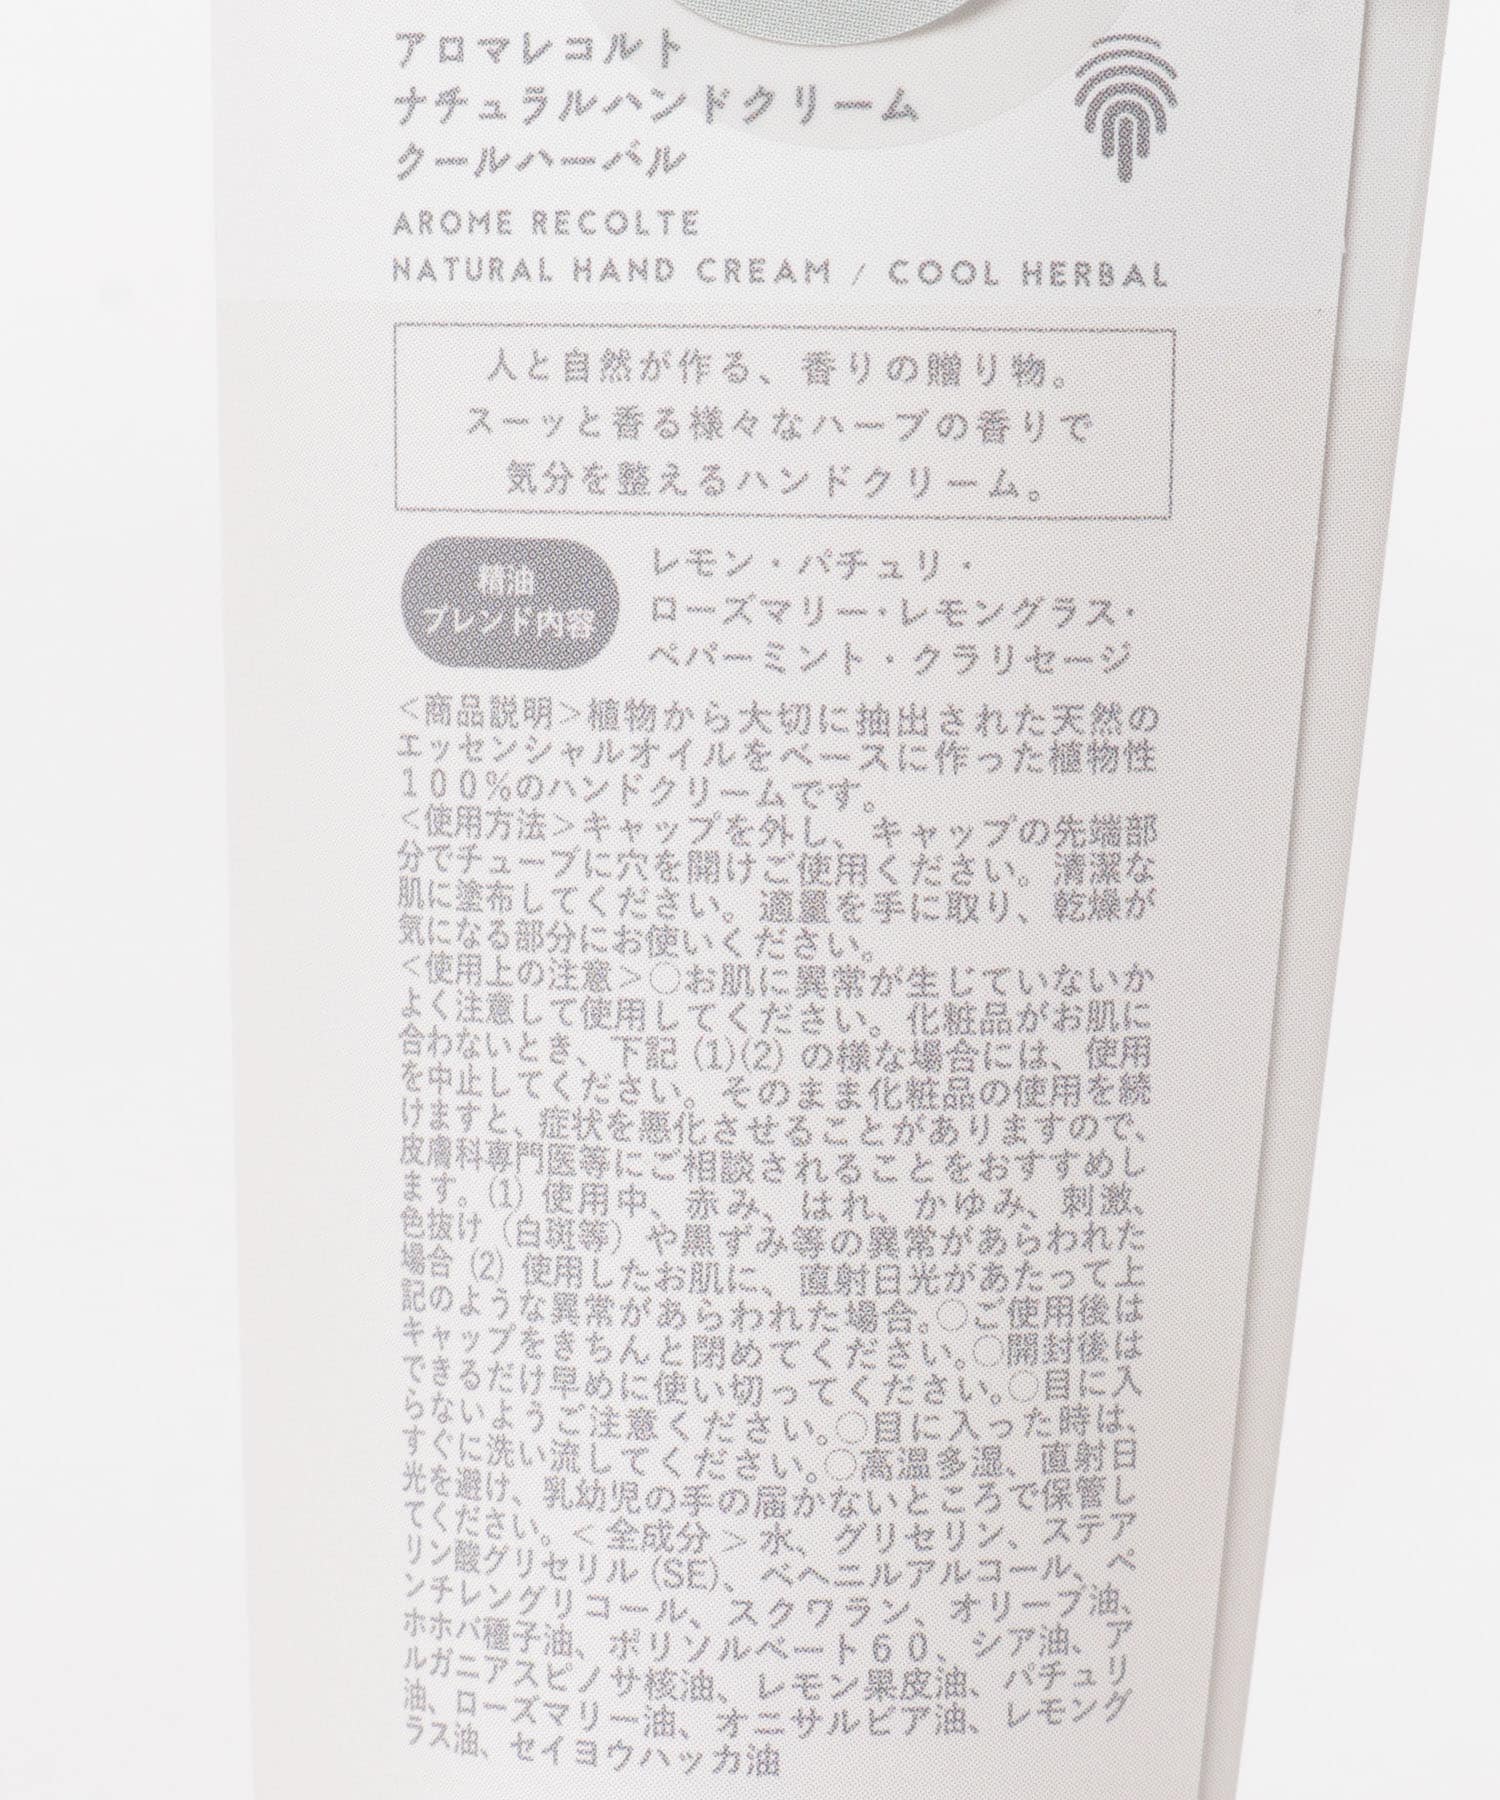 アロマレコルト
ナチュラルハンドクリーム
クールハーバル
AROME RECOLTE
NATURAL HAND CREAM / COOL HERBAL
人と自然が作る、香りの贈り物。
スーッと香る様々なハーブの香りで
気分を整えるハンドクリーム。
精油
ブレンド内容
レモン・パチュリ・
ローズマリー・レモングラス・
ペパーミント・クラリセージ
＜商品説明＞植物から大切に抽出された天然の
エッセンシャルオイルをベースに作った植物性
１００％のハンドクリームです。
＜使用方法＞キャップを外し、キャップの先端部
分でチューブに穴を開けご使用ください。清潔な
肌に塗布してください。適量を手に取り、乾燥が
気になる部分にお使いください。
＜使用上の注意＞○お肌に異常が生じていないか
よく注意して使用してください。化粧品がお肌に
合わないとき、下記 (1)(2) の様な場合には、使用
を中止してください。そのまま化粧品の使用を続
けますと、症状を悪化させることがありますので、
皮膚科専門医等にご相談されることをおすすめし
ます。(1) 使用中、赤み、はれ、かゆみ、刺激、
色抜け（白斑等）や黒ずみ等の異常があらわれた
場合 (2) 使用したお肌に、直射日光があたって上
記のような異常があらわれた場合。○ご使用後は
キャップをきちんと閉めてください。○開封後は
できるだけ早めに使い切ってください。○目に入
らないようご注意ください。○目に入った時は、
すぐに洗い流してください。○高温多湿、直射日
光を避け、乳幼児の手の届かないところで保管し
てください。＜全成分＞水、グリセリン、ステア
リン酸グリセリル (SE)、ベヘニルアルコール、ペ
ンチレングリコール、スクワラン、オリーブ油、
ホホバ種子油、ポリソルベート６０、シア油、ア
ルガニアスピノサ核油、レモン果皮油、パチュリ
油、ローズマリー油、オニサルビア油、レモング
ラス油、セイヨウハッカ油